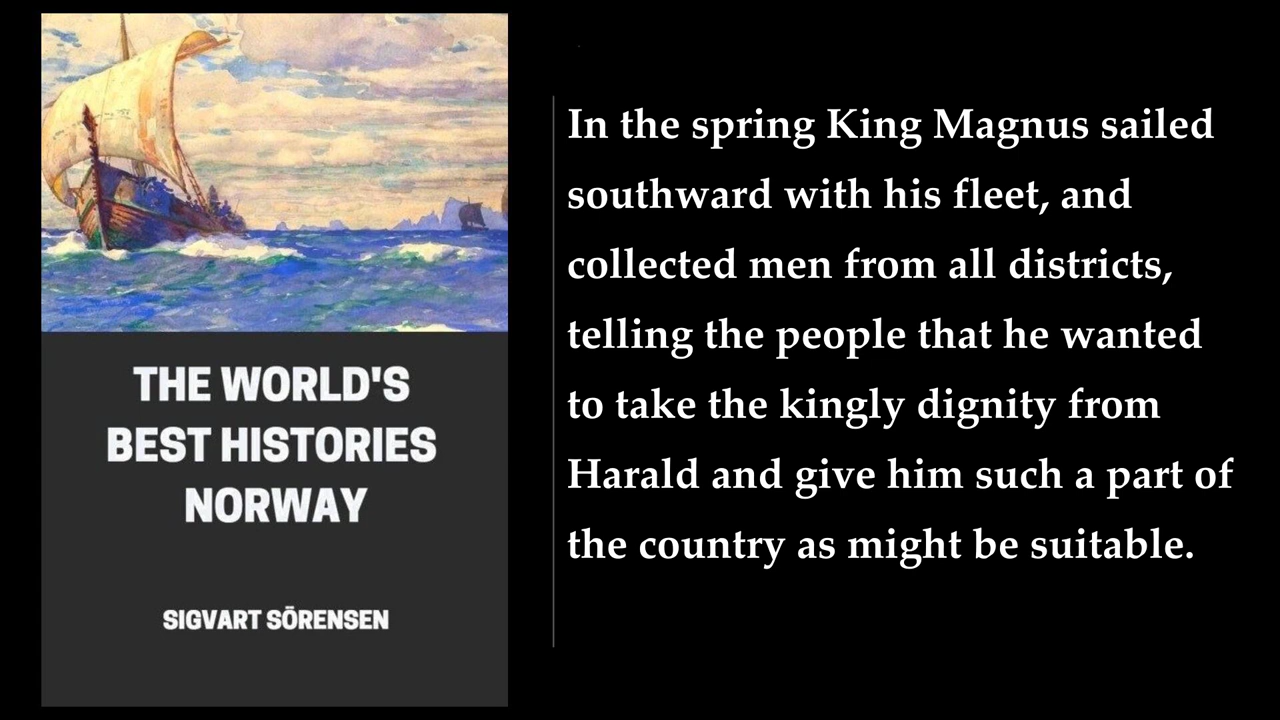 THE WORLD'S
BEST HISTORIES
NORWAY
SIGVART SÖRENSEN
In the spring King Magnus sailed
southward with his fleet, and
collected men from all districts,
telling the people that he wanted
to take the kingly dignity from
Harald and give him such a part of
the country as might be suitable.